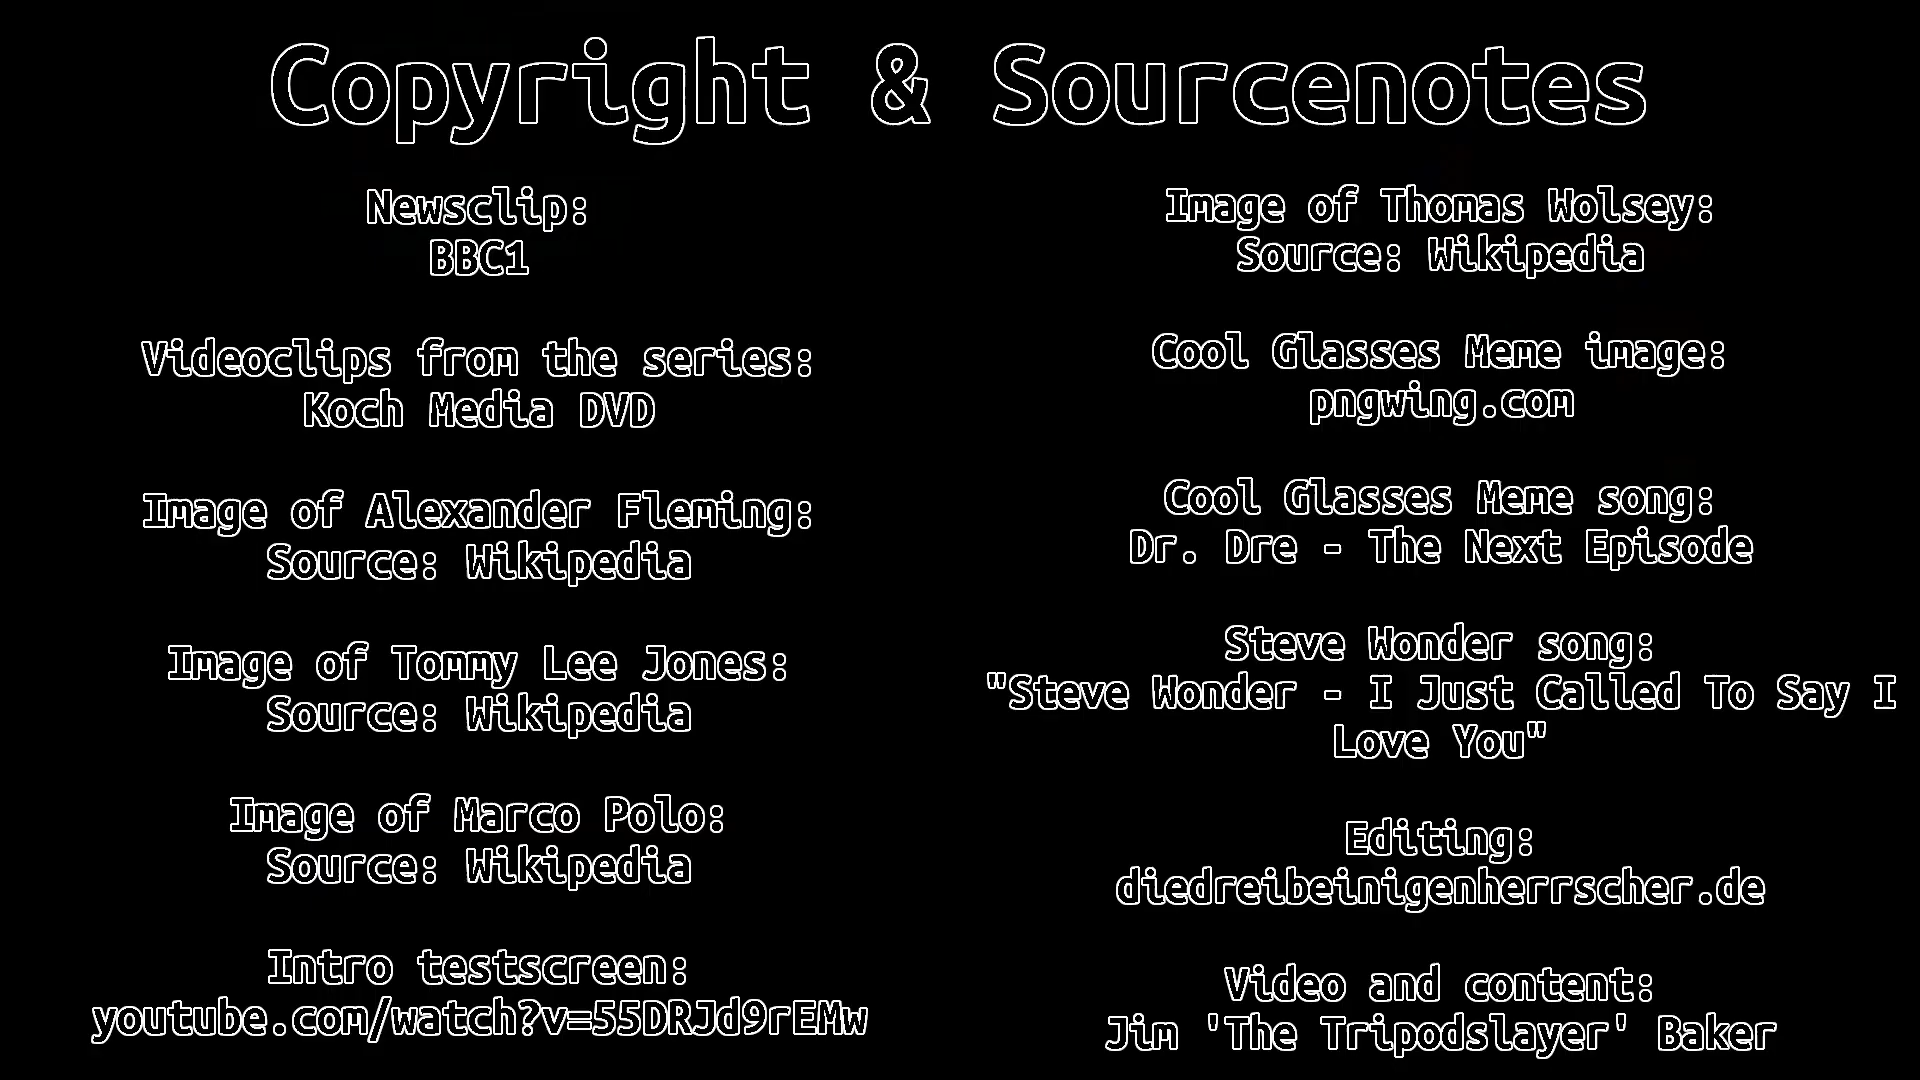 Copyright & Sourcenotes
Newsclip:
BBC1
Videoclips from the series:
Koch Media DVD
Image of Alexander Fleming:
Source: Wikipedia
Image of Tommy Lee Jones:
Source: Wikipedia
Image of Marco Polo:
Source: Wikipedia
Intro testscreen:
youtube.com/watch?v=55DRJd9rEMw
Image of Thomas Wolsey:
Source: Wikipedia
Cool Glasses Meme image:
pngwing.com
Cool Glasses Meme song:
Dr. Dre - The Next Episode
Steve Wonder song:
"Steve Wonder - I Just Called To Say I
Love You"
Editing:
diedreibeinigenherrscher.de
Video and content:
Jim 'The Tripodslayer' Baker